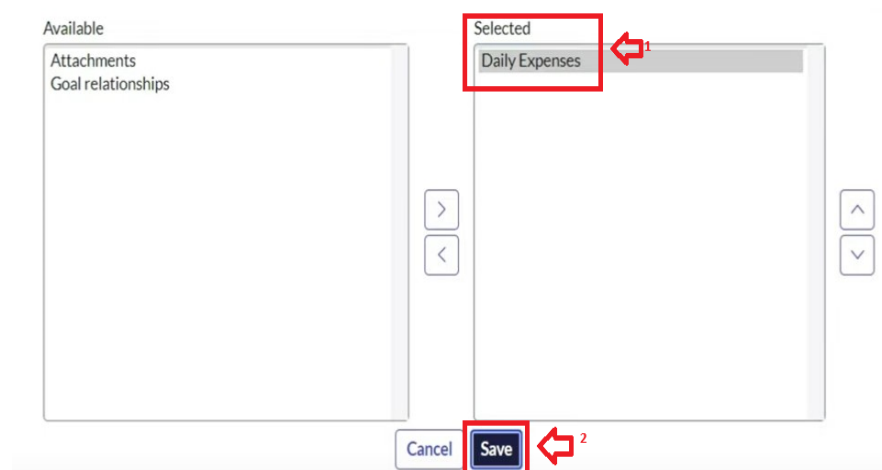 Available
Selected
Attachments
Goal relationships
Daily Expenses
1
Cancel
Save
2